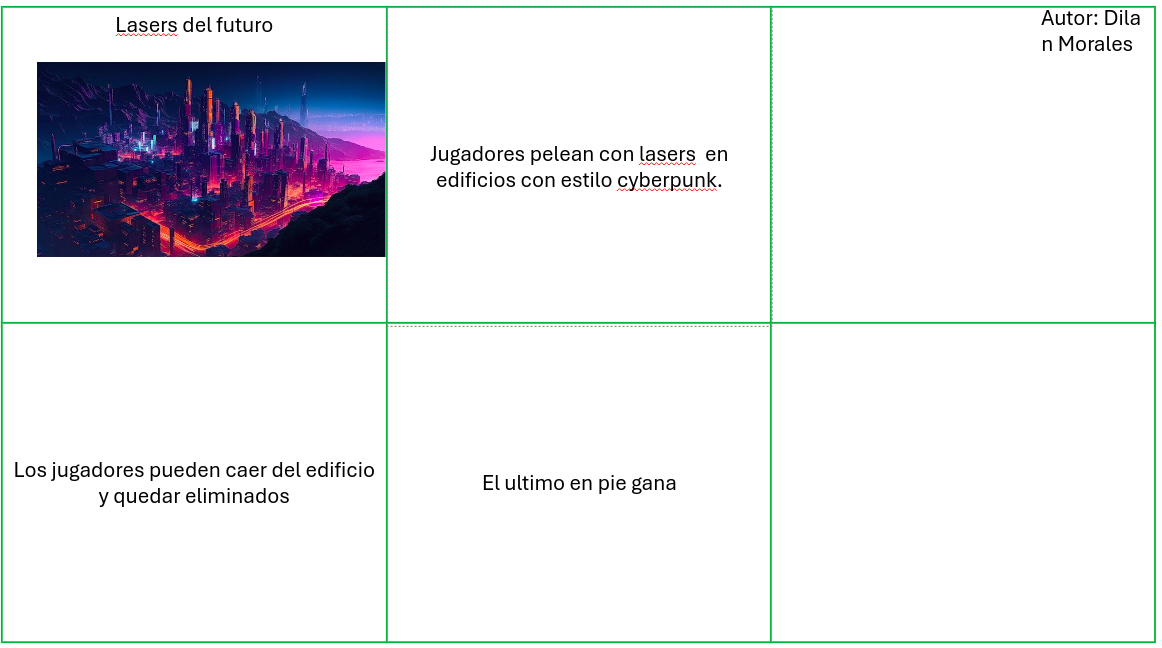 Lasers del futuro
Autor: Dila
n Morales
Jugadores pelean con lasers  en
edificios con estilo cyberpunk.
Los jugadores pueden caer del edificio
y quedar eliminados
El ultimo en pie gana